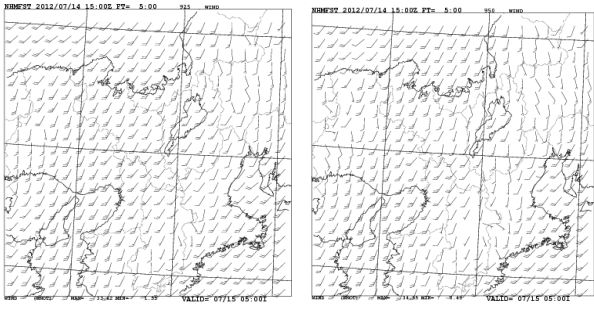 NHMFST 2012/07/14 15:00Z FT= 5:00 925 WIND
VALID= 07/15 05:00I
NHMFST 2012/07/14 15:00Z FT= 5:00 950 WIND
VALID= 07/15 05:00I